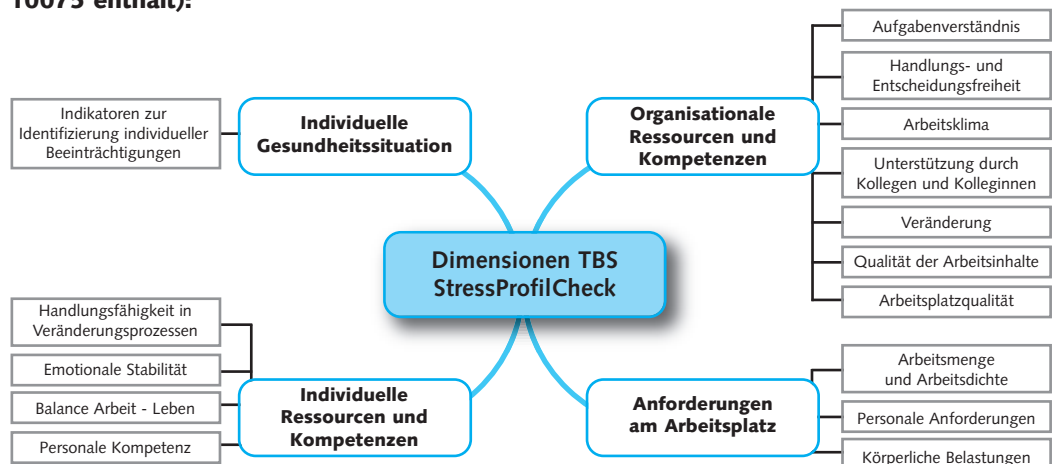 10075 enthält):
Aufgabenverständnis
Handlungs- und
Entscheidungsfreiheit
Indikatoren zur
Identifizierung individueller
Beeinträchtigungen
Individuelle
Gesundheitssituation
Organisationale
Ressourcen und
Kompetenzen
Arbeitsklima
Unterstützung durch
Kollegen und Kolleginnen
Veränderung
Dimensionen TBS
StressProfilCheck
Qualität der Arbeitsinhalte
Arbeitsplatzqualität
Handlungsfähigkeit in
Veränderungsprozessen
Emotionale Stabilität
Balance Arbeit - Leben
Personale Kompetenz
Individuelle
Ressourcen und
Kompetenzen
Anforderungen
am Arbeitsplatz
Arbeitsmenge
und Arbeitsdichte
Personale Anforderungen
Körperliche Belastungen